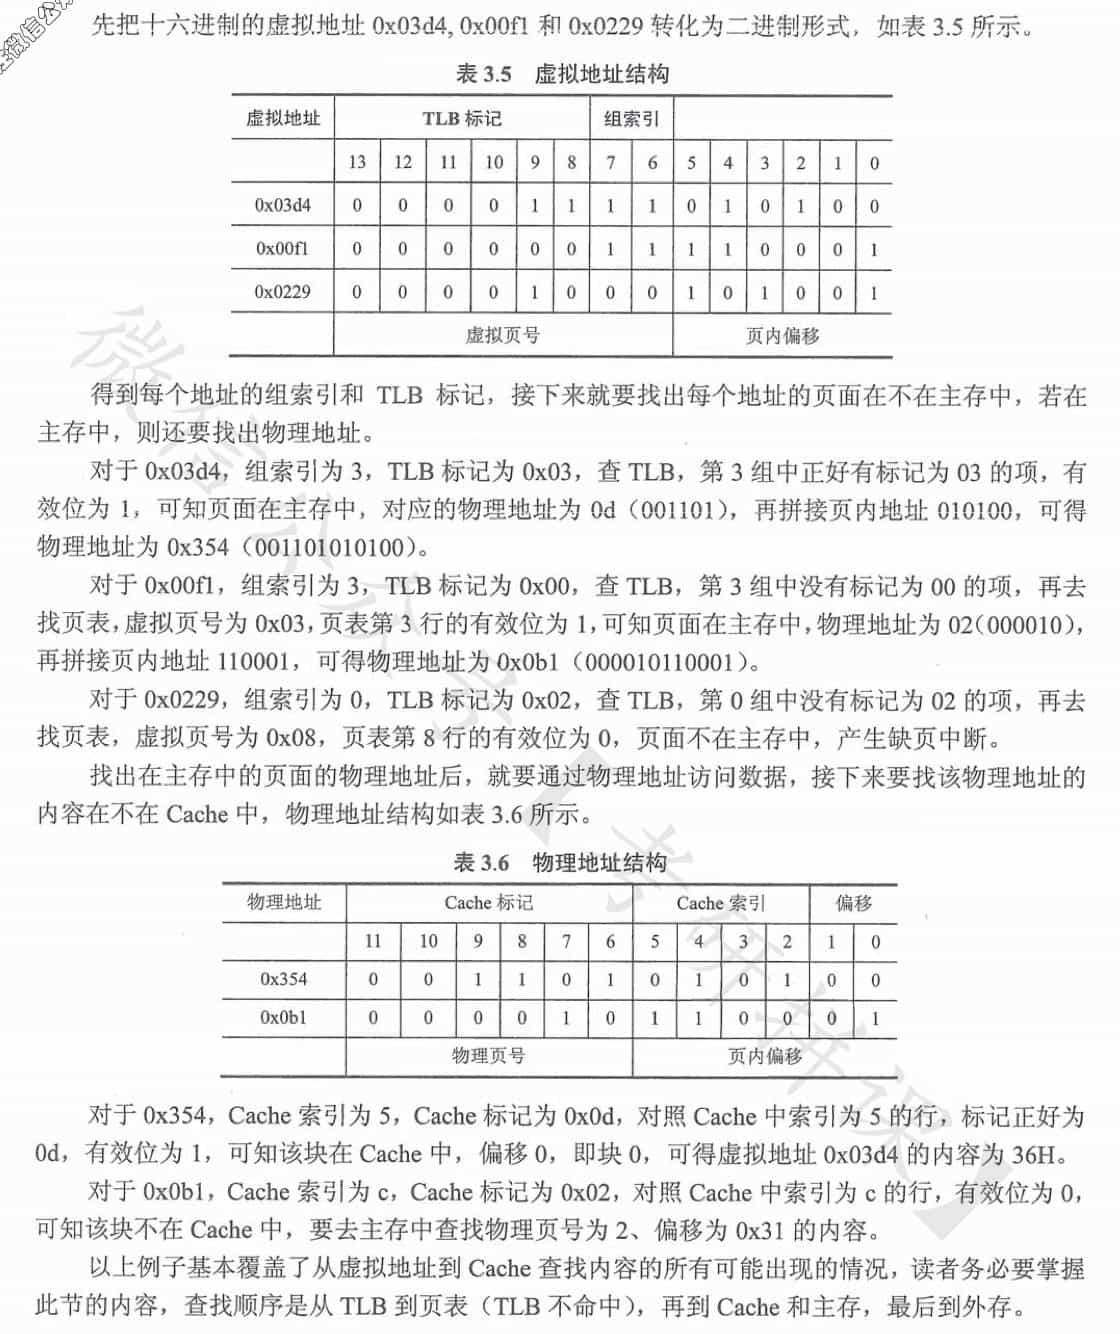 先把十六进制的虚拟地址 0x03d4, 0x00f1 和 0x0229 转化为二进制形式，如表 3.5 所示。
表 3.5 虚拟地址结构
虚拟地址 TLB 标记 组索引
13 12 11 10 9 8 7 6 5 4 3 2 1 0
0x03d4 0 0 0 0 1 1 1 1 0 1 0 1 0 0
0x00f1 0 0 0 0 0 0 1 1 1 1 0 0 0 1
0x0229 0 0 0 0 1 0 0 0 1 0 1 0 0 1
虚拟页号 页内偏移
得到每个地址的组索引和 TLB 标记，接下来就要找出每个地址的页面在不在主存中，若在
主存中，则还要找出物理地址。
对于 0x03d4，组索引为 3，TLB 标记为 0x03，查 TLB，第 3 组中正好有标记为 03 的项，有
效位为 1，可知页面在主存中，对应的物理地址为 0d（001101），再拼接页内地址 010100，可得
物理地址为 0x354（001101010100）。
对于 0x00f1，组索引为 3，TLB 标记为 0x00，查 TLB，第 3 组中没有标记为 00 的项，再去
找页表，虚拟页号为 0x03，页表第 3 行的有效位为 1，可知页面在主存中，物理地址为 02（000010），
再拼接页内地址 110001，可得物理地址为 0x0b1（000010110001）。
对于 0x0229，组索引为 0，TLB 标记为 0x02，查 TLB，第 0 组中没有标记为 02 的项，再去
找页表，虚拟页号为 0x08，页表第 8 行的有效位为 0，页面不在主存中，产生缺页中断。
找出在主存中的页面的物理地址后，就要通过物理地址访问数据，接下来要找该物理地址的
内容在不在 Cache 中，物理地址结构如表 3.6 所示。
表 3.6 物理地址结构
物理地址 Cache 标记 Cache 索引 偏移
11 10 9 8 7 6 5 4 3 2 1 0
0x354 0 0 1 1 0 1 0 1 0 1 0 0
0x0b1 0 0 0 0 1 0 1 1 0 0 0 1
物理页号 页内偏移
对于 0x354，Cache 索引为 5，Cache 标记为 0x0d，对照 Cache 中索引为 5 的行，标记正好为
0d，有效位为 1，可知该块在 Cache 中，偏移 0，即块 0，可得虚拟地址 0x03d4 的内容为 36H。
对于 0x0b1，Cache 索引为 c，Cache 标记为 0x02，对照 Cache 中索引为 c 的行，有效位为 0，
可知该块不在 Cache 中，要去主存中查找物理页号为 2、偏移为 0x31 的内容。
以上例子基本覆盖了从虚拟地址到 Cache 查找内容的所有可能出现的情况，读者务必要掌握
此节的内容，查找顺序是从 TLB 到页表（TLB 不命中），再到 Cache 和主存，最后到外存。
微信公众号【考研拼课】